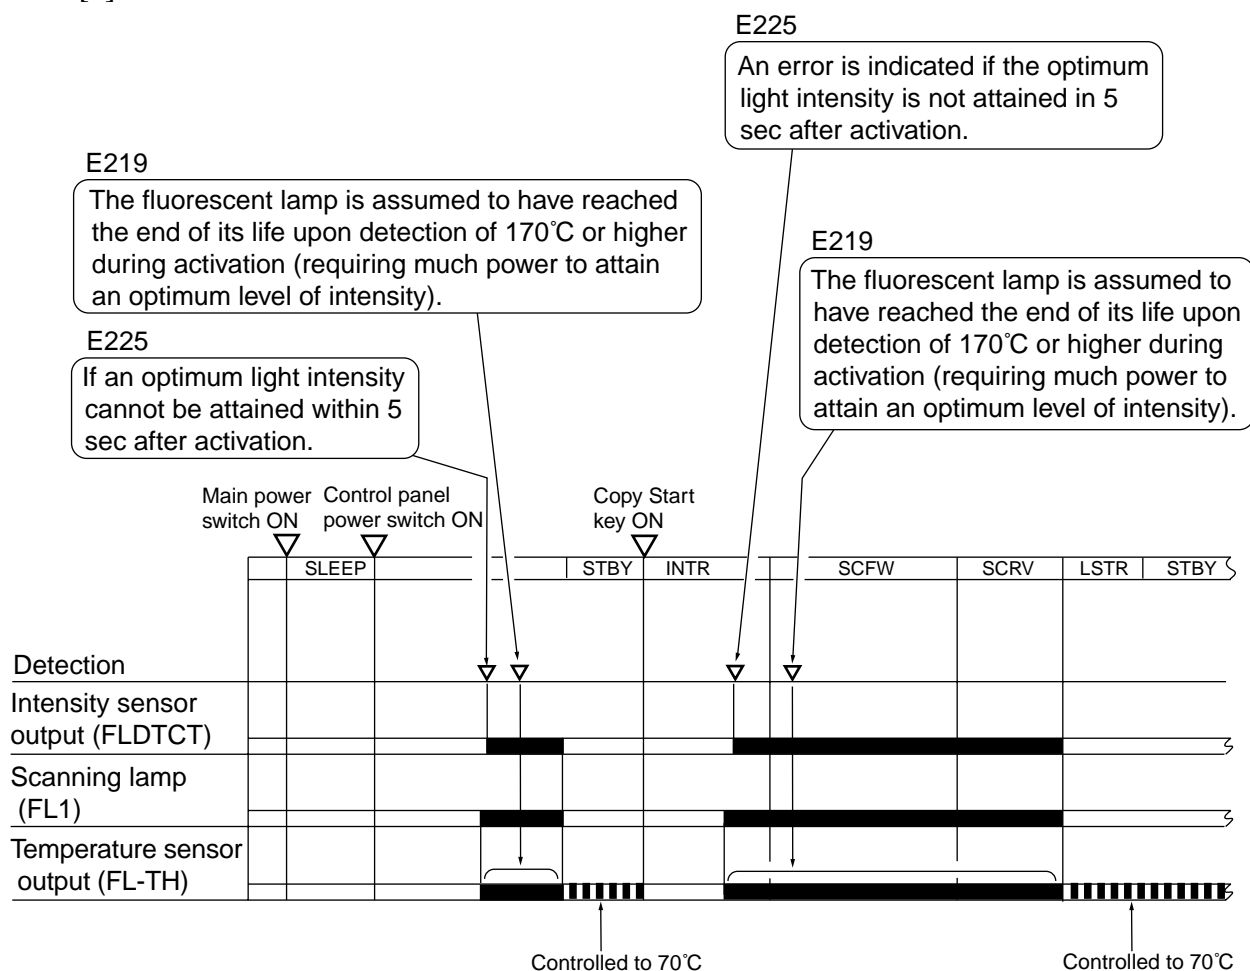 E225
An error is indicated if the optimum
light intensity is not attained in 5
sec after activation.
E219
The fluorescent lamp is assumed to have reached
the end of its life upon detection of 170°C or higher
during activation (requiring much power to attain
an optimum level of intensity).
E219
The fluorescent lamp is assumed to
have reached the end of its life upon
detection of 170°C or higher during
activation (requiring much power to
attain an optimum level of intensity).
E225
If an optimum light intensity
cannot be attained within 5
sec after activation.
Main power
switch ON
Control panel
power switch ON
Copy Start
key ON
SLEEP
STBY
INTR
SCFW
SCRV
LSTR
STBY
Detection
Intensity sensor
output (FLDTCT)
Scanning lamp
(FL1)
Temperature sensor
output (FL-TH)
Controlled to 70°C
Controlled to 70°C